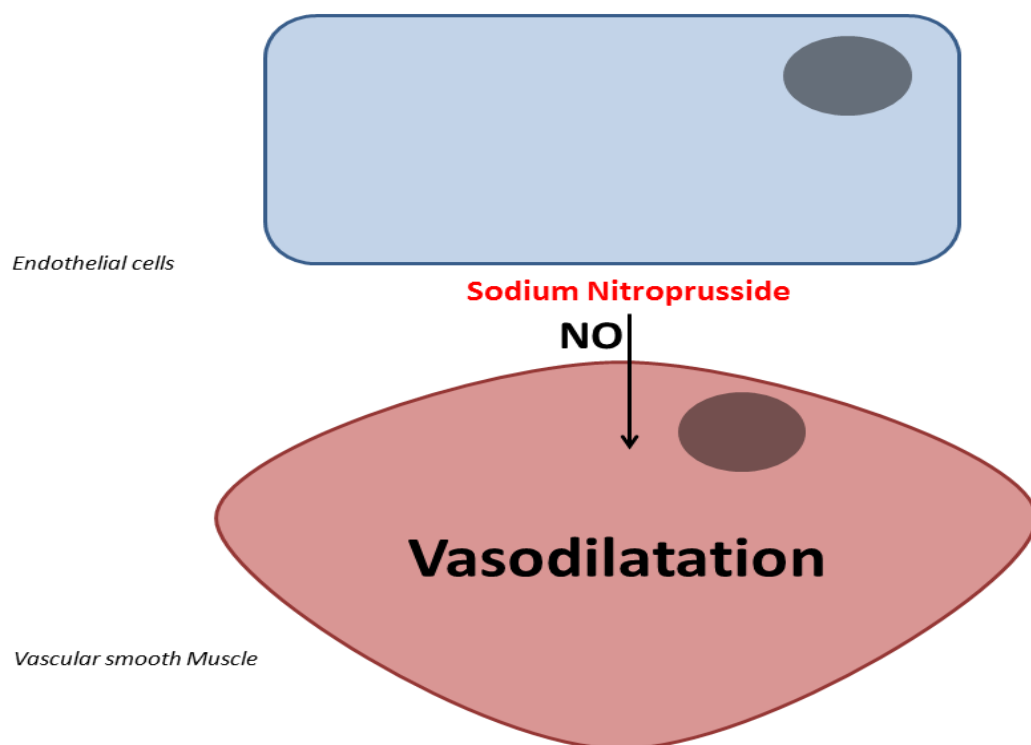 Endothelial cells
Sodium Nitroprusside
NO
Vasodilatation
Vascular smooth Muscle